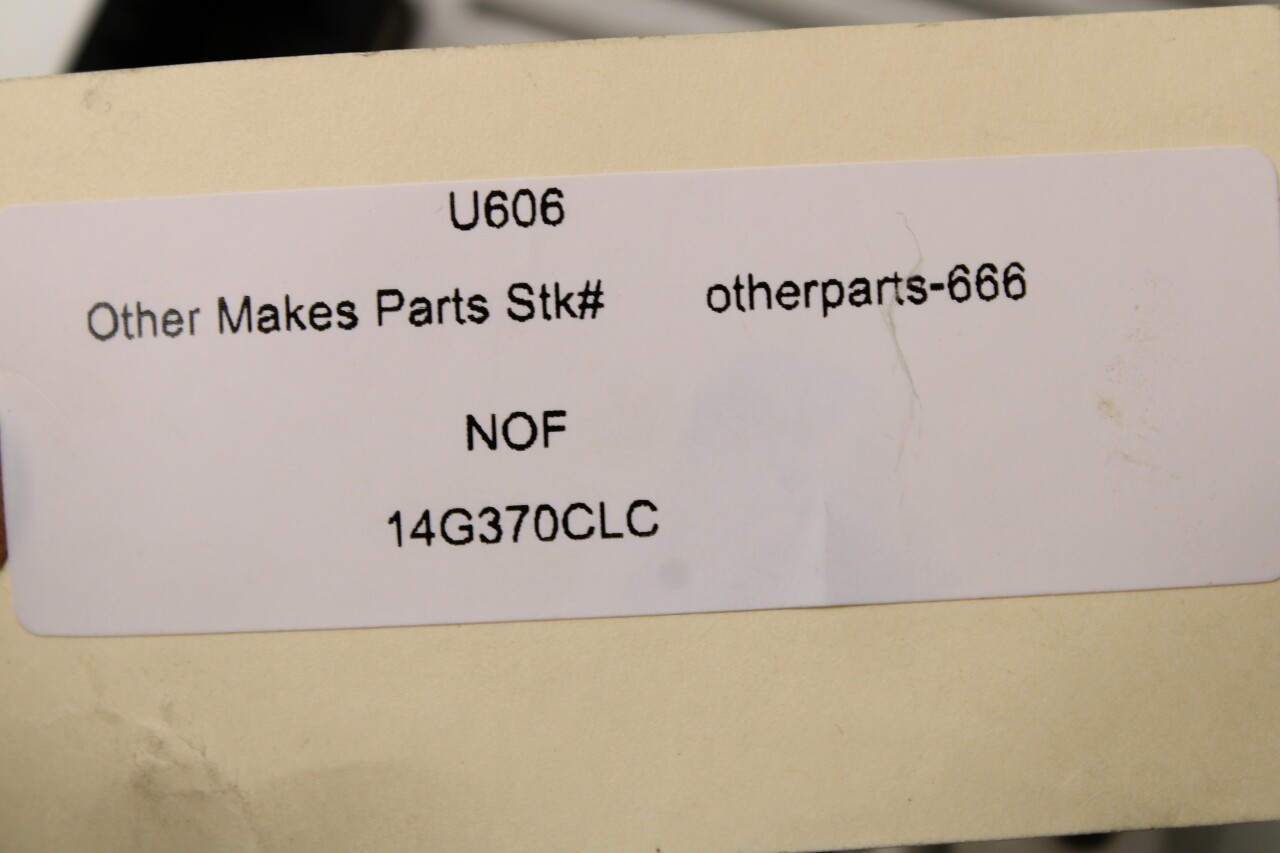 U606
Other Makes Parts Stk# otherparts-666
NOF
14G370CLC